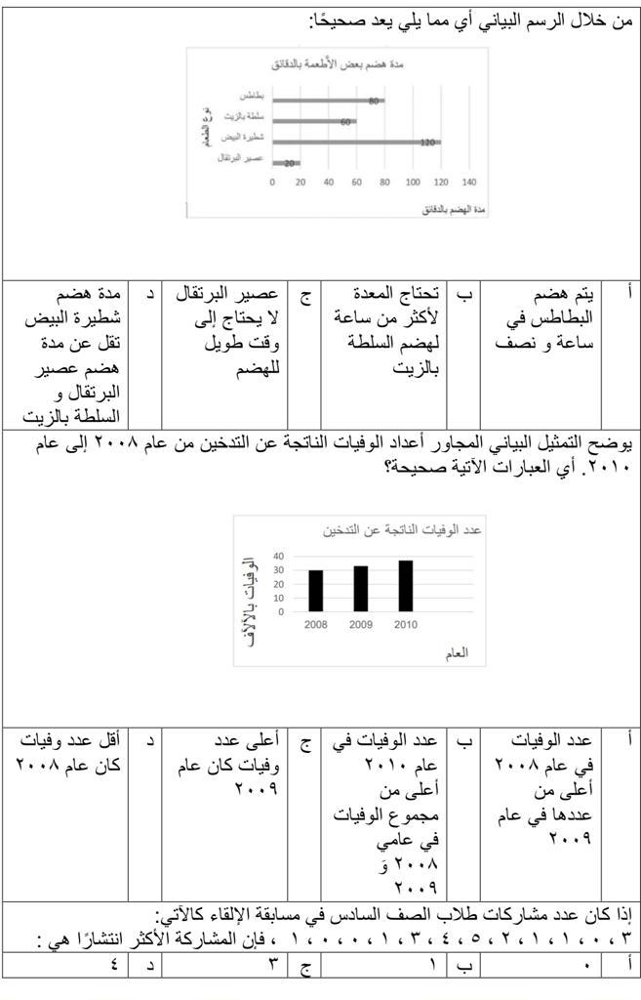 من خلال الرسم البياني أي مما يلي يعد صحيحًا:
مدة هضم بعض الأطعمة بالدقائق
نوع الطعام
بطاطس
80
سلطة بالزيت
60
شطيرة البيض
120
عصير البرتقال
20
0 20 40 60 80 100 120 140
مدة الهضم بالدقائق
أ
يتم هضم
البطاطس في
ساعة و نصف
ب
تحتاج المعدة
لأكثر من ساعة
لهضم السلطة
بالزيت
ج
عصير البرتقال
لا يحتاج إلى
وقت طويل
للهضم
د
مدة هضم
شطيرة البيض
تقل عن مدة
هضم عصير
البرتقال و
السلطة بالزيت
يوضح التمثيل البياني المجاور أعداد الوفيات الناتجة عن التدخين من عام ٢٠٠٨ إلى عام
٢٠١٠. أي العبارات الآتية صحيحة؟
عدد الوفيات الناتجة عن التدخين
الوفيات بالآلاف
40
30
20
10
0
2008 2009 2010
العام
أ
عدد الوفيات
في عام ٢٠٠٨
أعلى من
عددها في عام
٢٠٠٩
ب
عدد الوفيات في
عام ٢٠١٠
أعلى من
مجموع الوفيات
في عامي
٢٠٠٨ وَ
٢٠٠٩
ج
أعلى عدد
وفيات كان عام
٢٠٠٩
د
أقل عدد وفيات
كان عام ٢٠٠٨
إذا كان عدد مشاركات طلاب الصف السادس في مسابقة الإلقاء كالآتي:
٣ ، ٠ ، ١ ، ١ ، ٢ ، ٥ ، ٤ ، ٣ ، ١ ، ٠ ، ٠ ، ١ ، فإن المشاركة الأكثر انتشارًا هي :
أ ٠ ب ١ ج ٣ د ٤